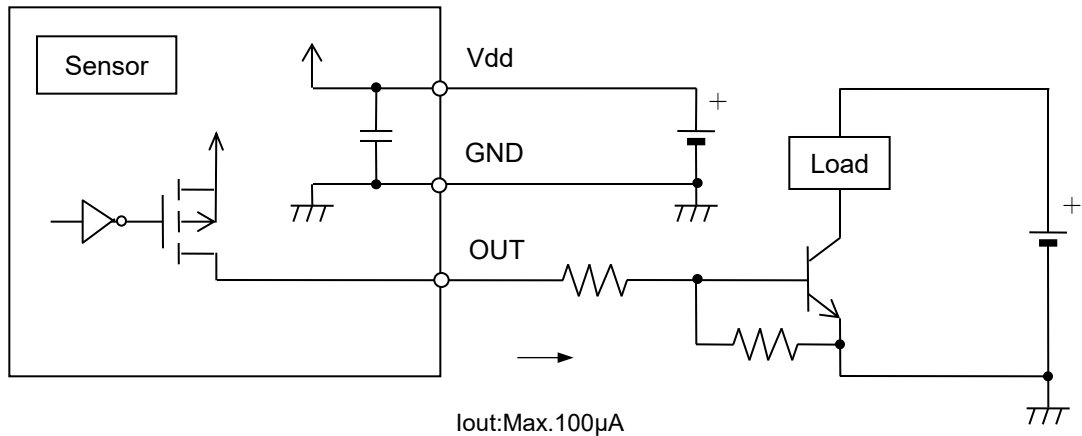 Sensor
Vdd
+
GND
Load
+
OUT
Iout:Max.100µA